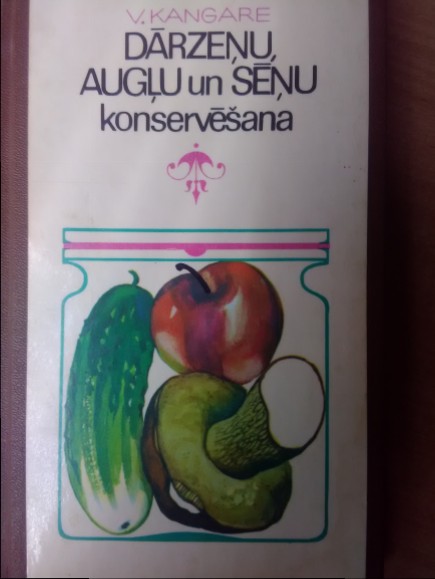 V. KANGARE
DĀRZEŅU,
AUGĻU un SĒŅU
konservēšana